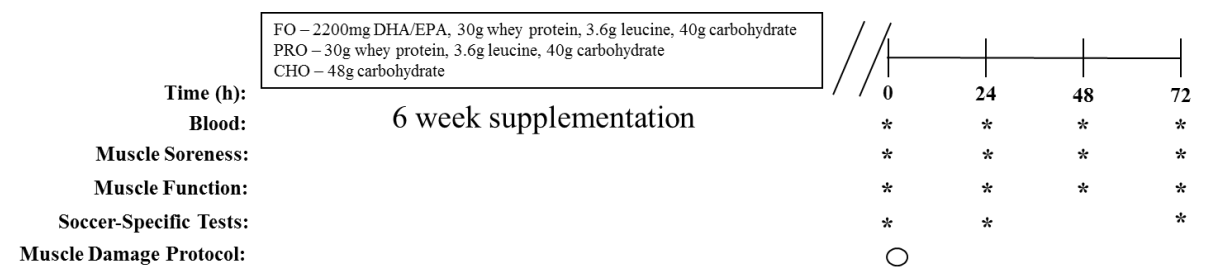 FO – 2200mg DHA/EPA, 30g whey protein, 3.6g leucine, 40g carbohydrate
PRO – 30g whey protein, 3.6g leucine, 40g carbohydrate
CHO – 48g carbohydrate
Time (h): 0 24 48 72
6 week supplementation
Blood: * * * *
Muscle Soreness: * * * *
Muscle Function: * * * *
Soccer-Specific Tests: * * *
Muscle Damage Protocol: